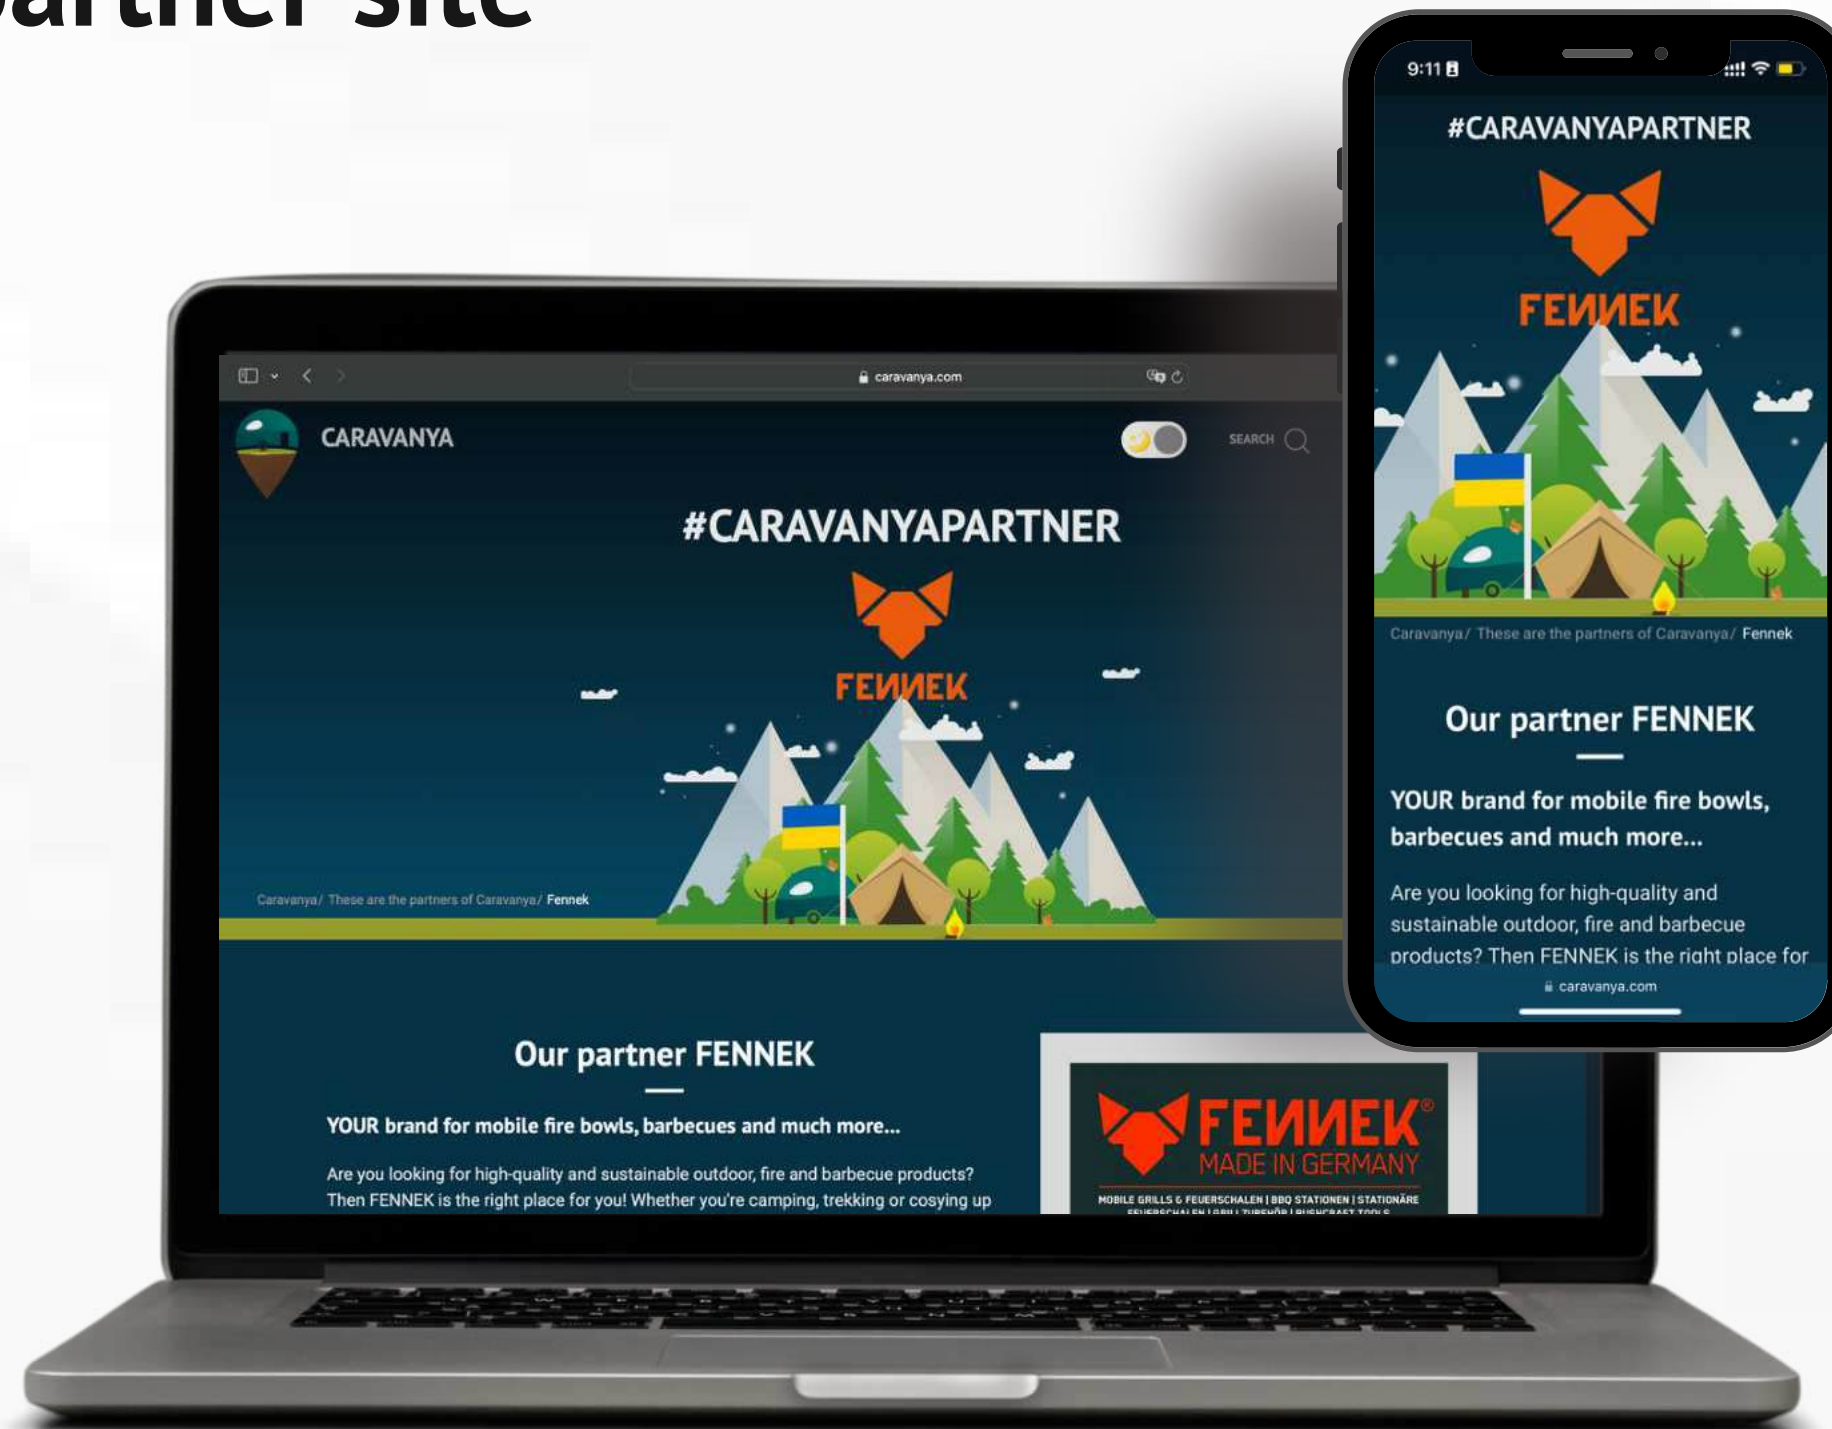 partner site
caravanya.com
CARAVANYA
SEARCH
#CARAVANYAPARTNER
FENNEK
Caravanya/ These are the partners of Caravanya/ Fennek
Our partner FENNEK
YOUR brand for mobile fire bowls, barbecues and much more...
Are you looking for high-quality and sustainable outdoor, fire and barbecue products?
Then FENNEK is the right place for you! Whether you're camping, trekking or cosying up
FENNEK®
MADE IN GERMANY
MOBILE GRILLS & FEUERSCHALEN | BBQ STATIONEN | STATIONÄRE
FEUERSCHALEN | GRILLZUBEHÖR | BUSHCRAFT TOOLS
9:11
#CARAVANYAPARTNER
FENNEK
Caravanya/ These are the partners of Caravanya/ Fennek
Our partner FENNEK
YOUR brand for mobile fire bowls,
barbecues and much more...
Are you looking for high-quality and
sustainable outdoor, fire and barbecue
products? Then FENNEK is the right place for
caravanya.com